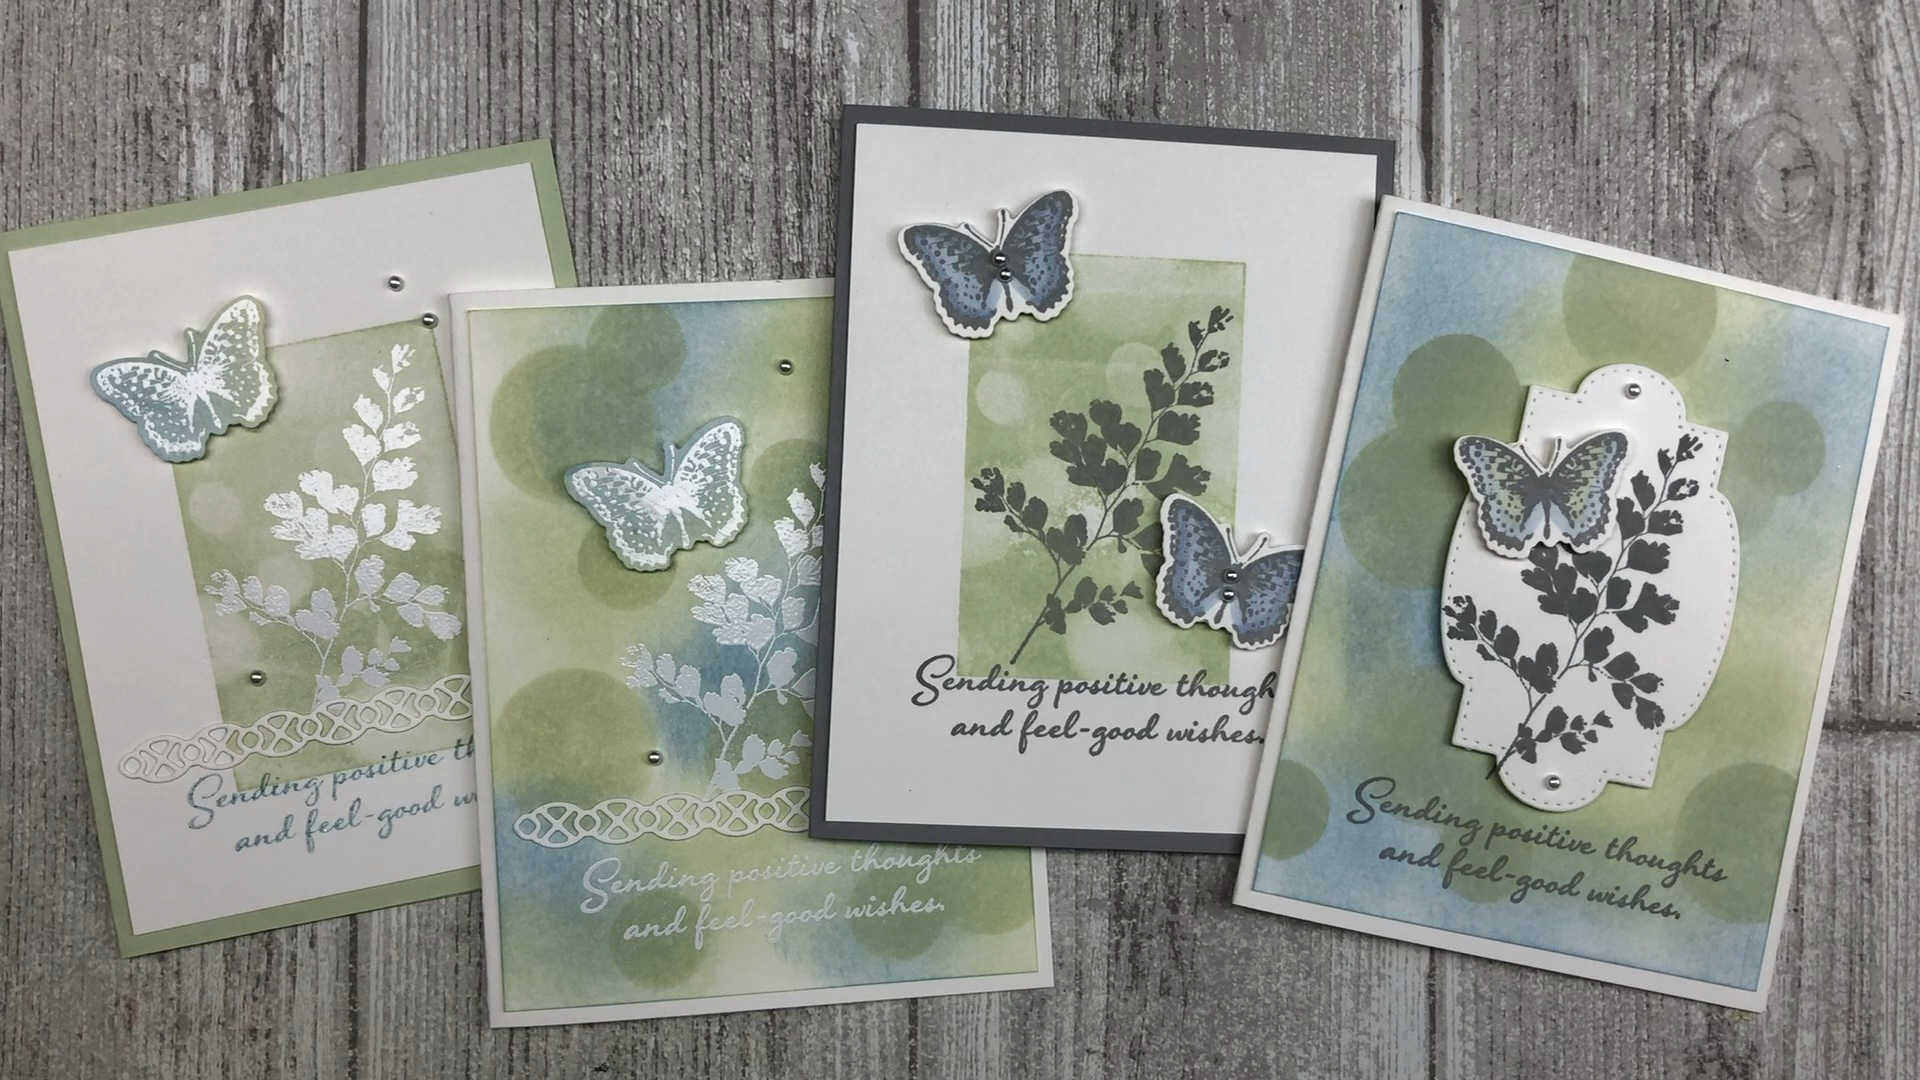 Sending positive
and feel-good
Sending positive thoughts
and feel-good wishes.
Sending positive though
and feel-good wishes.
Sending positive thoughts
and feel-good wishes.